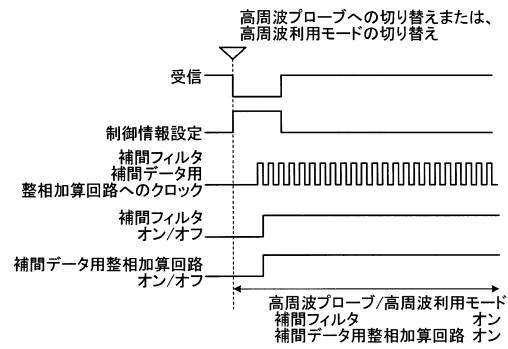 高周波プローブへの切り替えまたは、
高周波利用モードの切り替え
受信
制御情報設定
補間フィルタ
補間データ用
整相加算回路へのクロック
補間フィルタ
オン/オフ
補間データ用整相加算回路
オン/オフ
高周波プローブ/高周波利用モード
補間フィルタ オン
補間データ用整相加算回路 オン